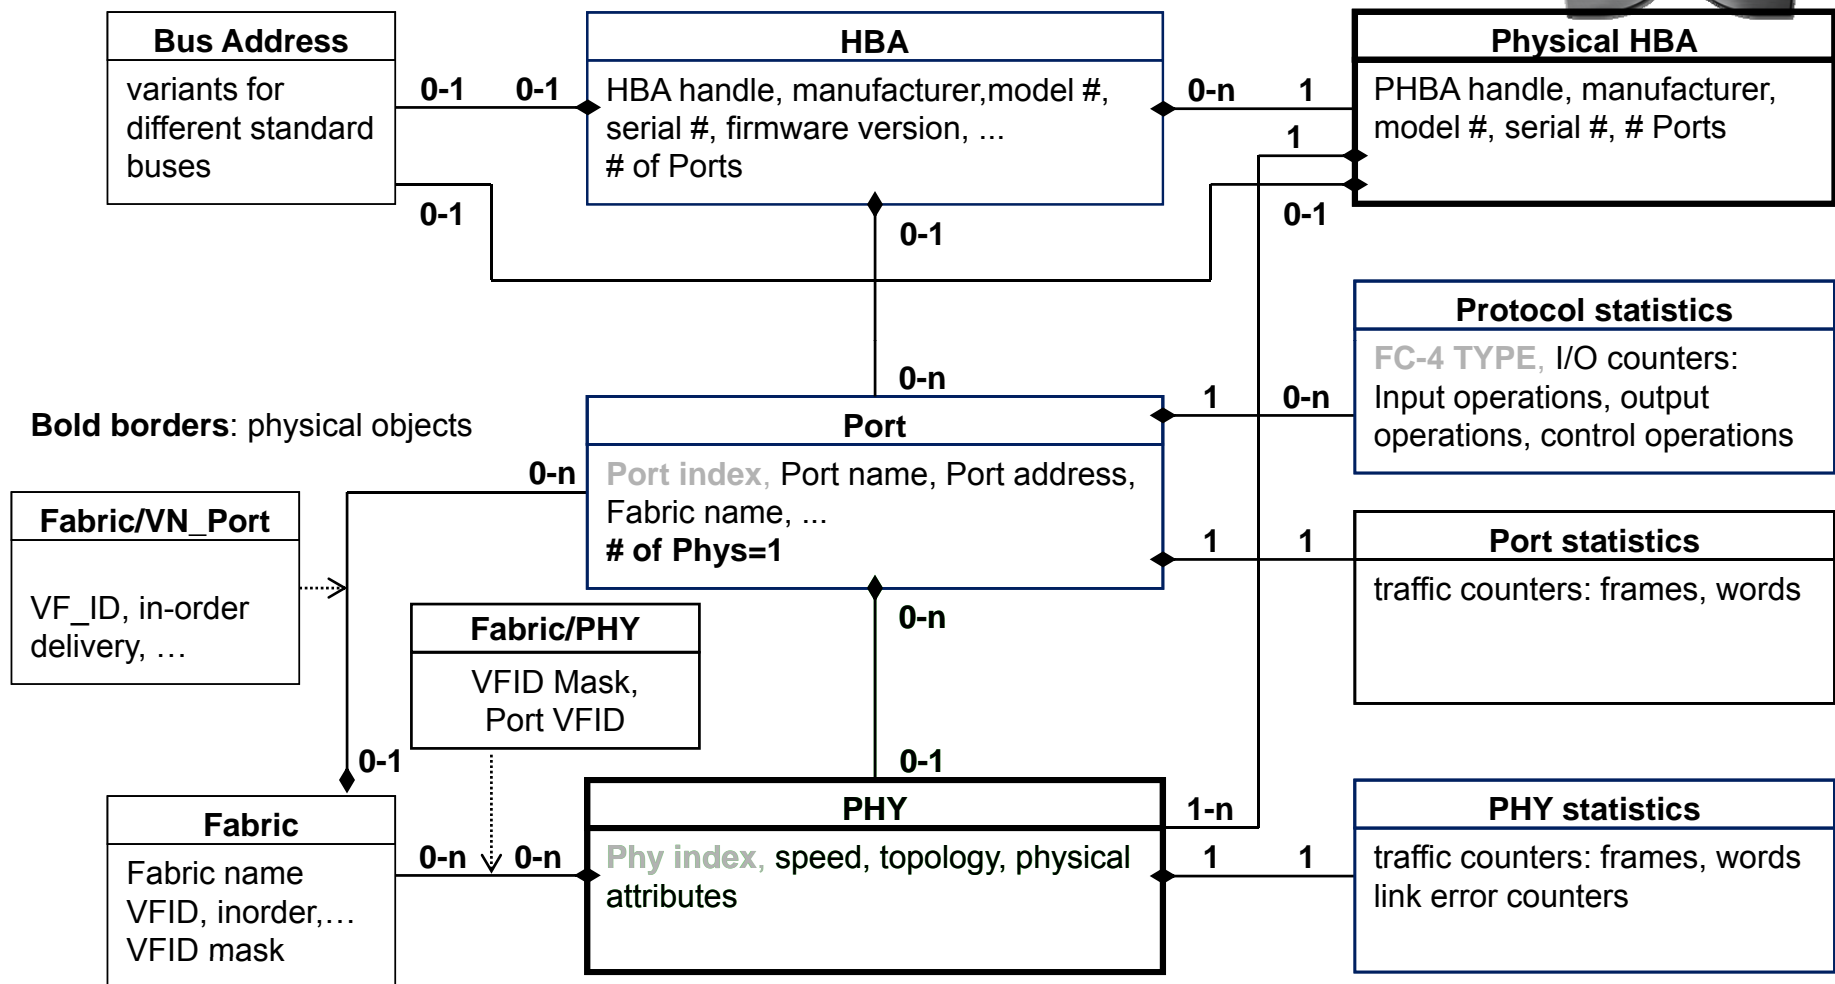 Bus Address
variants for
different standard
buses
0-1
0-1
HBA
HBA handle, manufacturer,model #,
serial #, firmware version, ...
# of Ports
0-n
1
Physical HBA
PHBA handle, manufacturer,
model #, serial #, # Ports
1
0-1
0-1
0-1
Protocol statistics
FC-4 TYPE, I/O counters:
Input operations, output
operations, control operations
0-n
1
0-n
Bold borders: physical objects
Port
Port index, Port name, Port address,
Fabric name, ...
# of Phys=1
0-n
Fabric/VN_Port
VF_ID, in-order
delivery, …
1
1
Port statistics
traffic counters: frames, words
Fabric/PHY
VFID Mask,
Port VFID
0-n
0-1
0-1
Fabric
Fabric name
VFID, inorder,…
VFID mask
0-n
0-n
PHY
Phy index, speed, topology, physical
attributes
1-n
1
1
PHY statistics
traffic counters: frames, words
link error counters